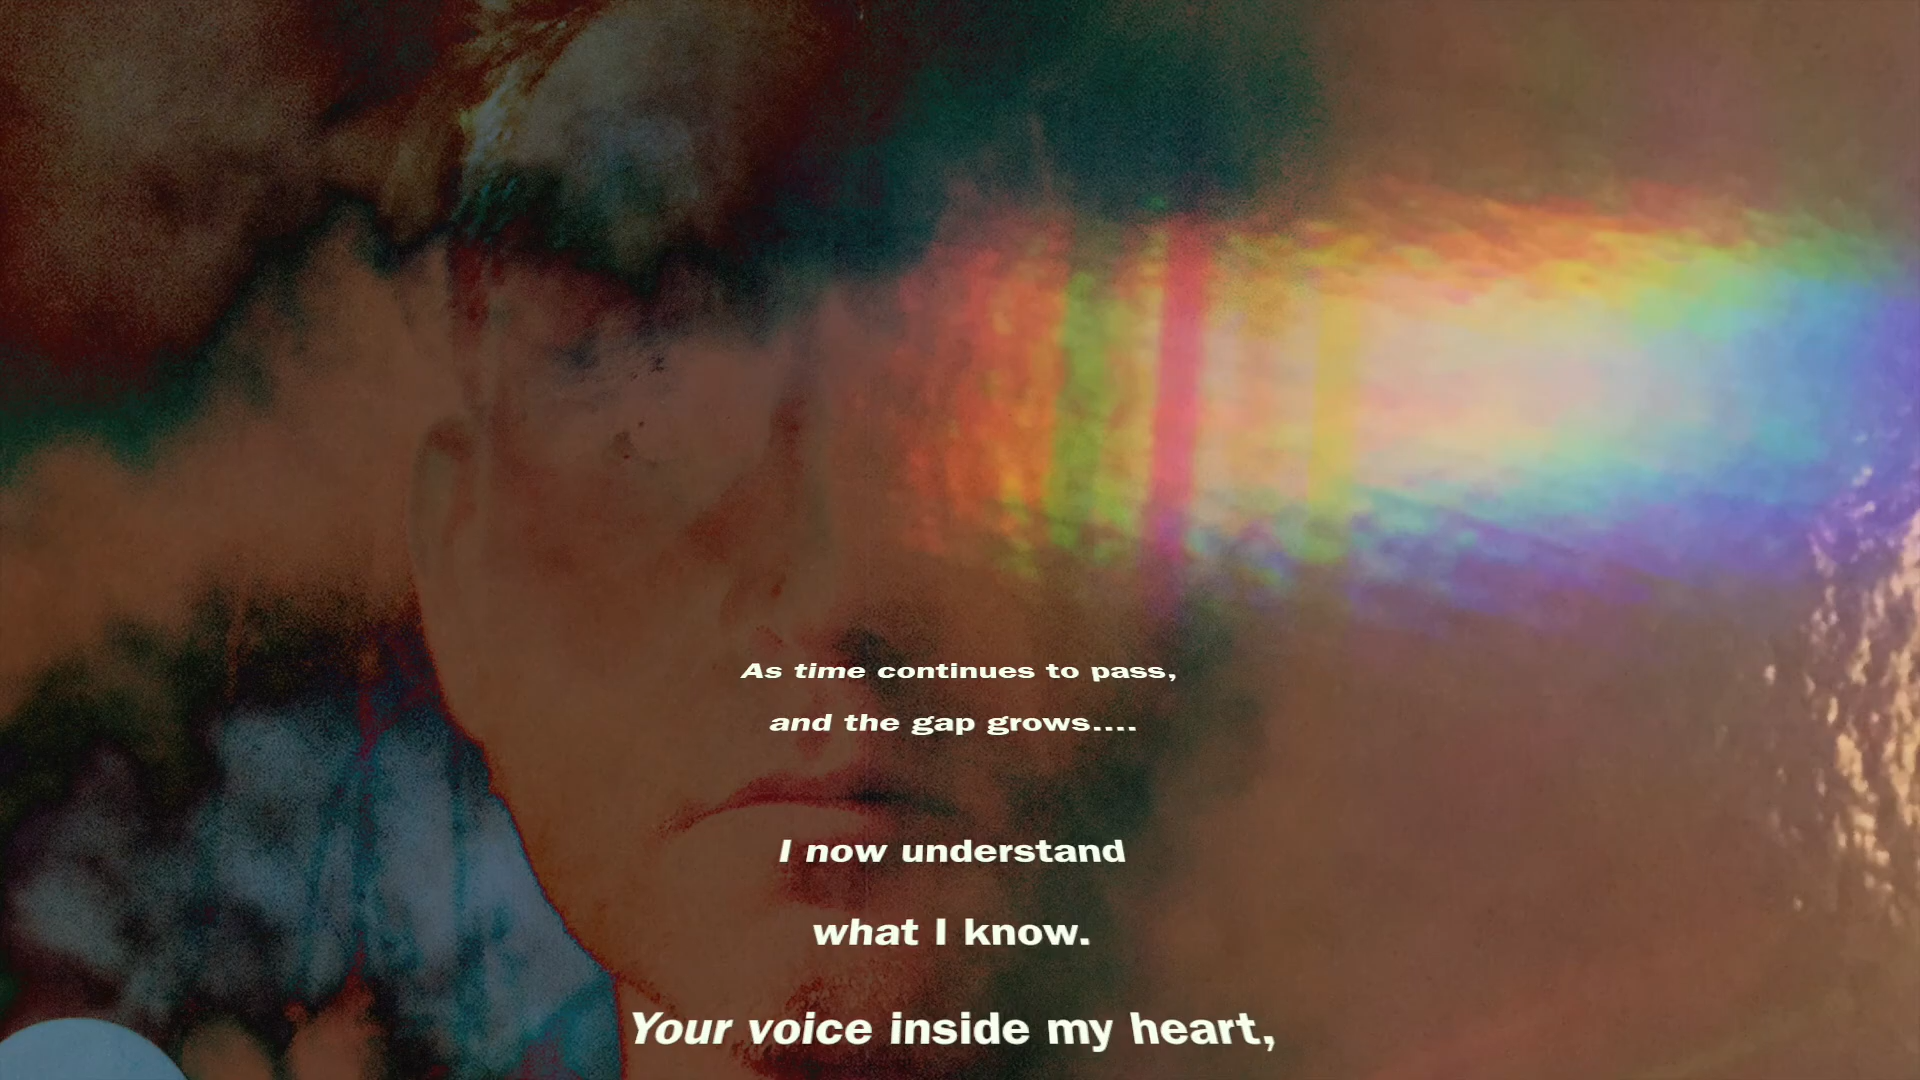 As time continues to pass,
and the gap grows....
I now understand
what I know.
Your voice inside my heart,